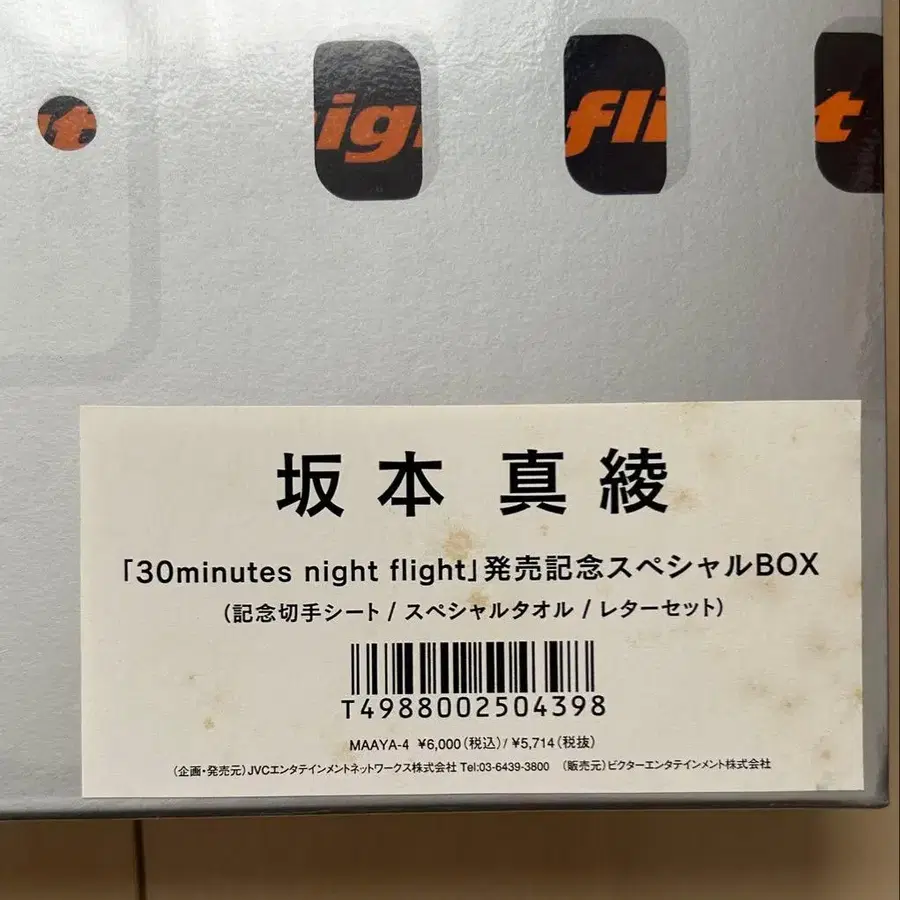 t igh fli t
坂本 真綾
「30minutes night flight」発売記念スペシャルBOX
(記念切手シート / スペシャルタオル / レターセット)
T4988002504398
MAAYA-4 ¥6,000(税込)/¥5,714(税抜)
(企画・発売元)JVCエンタテインメントネットワークス株式会社 Tel:03-6439-3800 (販売元)ビクターエンタテインメント株式会社